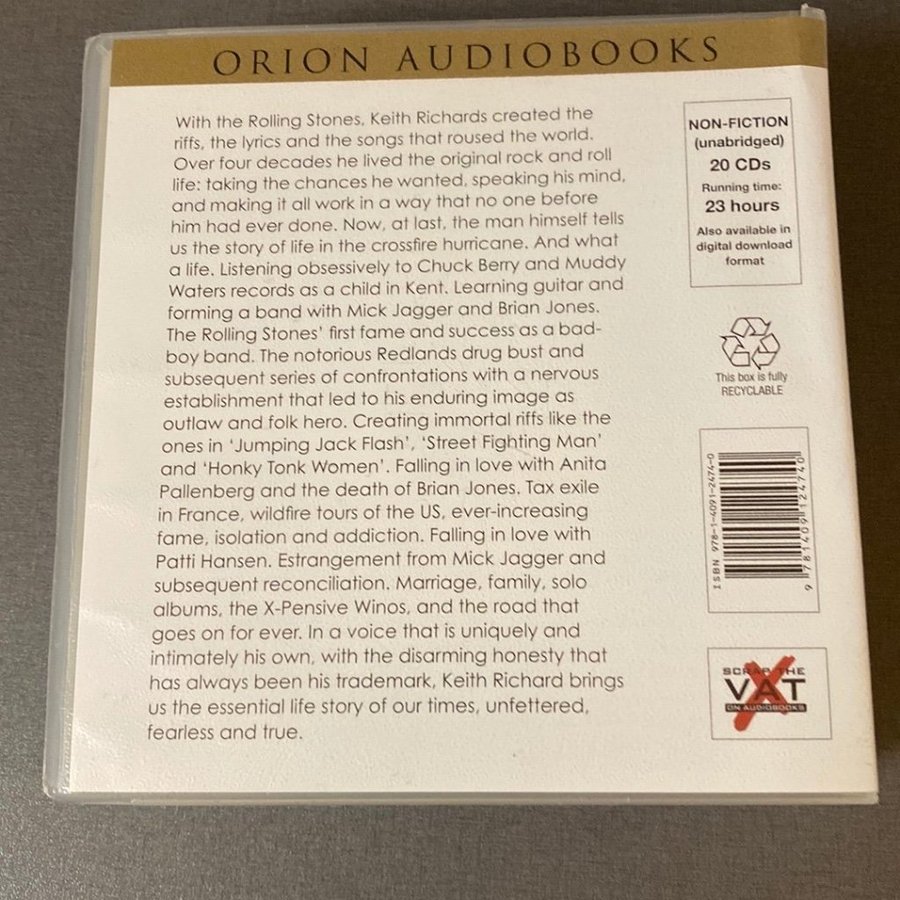 ORION AUDIOBOOKS
With the Rolling Stones, Keith Richards created the
riffs, the lyrics and the songs that roused the world.
Over four decades he lived the original rock and roll
life: taking the chances he wanted, speaking his mind,
and making it all work in a way that no one before
him had ever done. Now, at last, the man himself tells
us the story of life in the crossfire hurricane. And what
a life. Listening obsessively to Chuck Berry and Muddy
Waters records as a child in Kent. Learning guitar and
forming a band with Mick Jagger and Brian Jones.
The Rolling Stones' first fame and success as a bad-
boy band. The notorious Redlands drug bust and
subsequent series of confrontations with a nervous
establishment that led to his enduring image as
outlaw and folk hero. Creating immortal riffs like the
ones in 'Jumping Jack Flash', 'Street Fighting Man'
and 'Honky Tonk Women'. Falling in love with Anita
Pallenberg and the death of Brian Jones. Tax exile
in France, wildfire tours of the US, ever-increasing
fame, isolation and addiction. Falling in love with
Patti Hansen. Estrangement from Mick Jagger and
subsequent reconciliation. Marriage, family, solo
albums, the X-Pensive Winos, and the road that
goes on for ever. In a voice that is uniquely and
intimately his own, with the disarming honesty that
has always been his trademark, Keith Richard brings
us the essential life story of our times, unfettered,
fearless and true.
NON-FICTION
(unabridged)
20 CDs
Running time:
23 hours
Also available in
digital download
format
This box is fully
RECYCLABLE
ISBN 978-1-4091-2474-0
9 781409 124740
SCRAP THE
VAT
ON AUDIOBOOKS